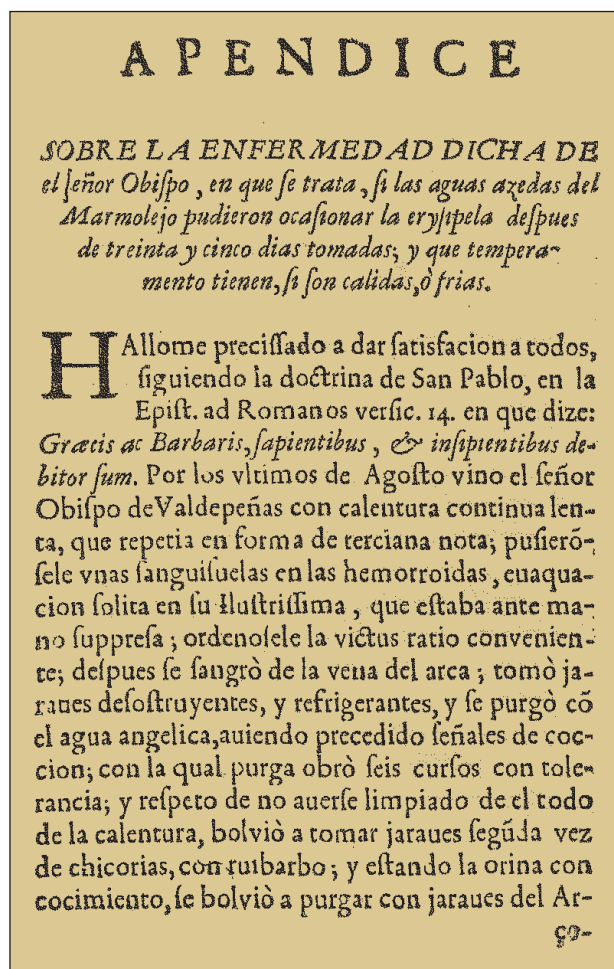 APENDICE
SOBRE LA ENFERMEDAD DICHA DE
el ſeñor Obiſpo, en que ſe trata, ſi las aguas azedas del
Marmolejo pudieron ocaſionar la eryſipela deſpues
de treinta y cinco dias tomadas; y que tempera-
mento tienen, ſi ſon calidas, ò frias.
HAllome preciſſado a dar ſatisfacion a todos,
ſiguiendo la doctrina de San Pablo, en la
Epiſt. ad Romanos verſic. 14. en que dize:
Græcis ac Barbaris, ſapientibus, & inſipientibus de-
bitor ſum. Por los vltimos de Agoſto vino el ſeñor
Obiſpo de Valdepeñas con calentura continua len-
ta, que repetia en forma de terciana nota; puſierõ-
ſele vnas ſanguiſuelas en las hemorroidas, euaqua-
cion ſolita en ſu Iluſtriſſima, que eſtaba ante ma-
no ſuppreſa; ordenoſele la victus ratio convenien-
te; deſpues ſe ſangrò de la vena del arca; tomò ja-
raues deſoſtruyentes, y refrigerantes, y ſe purgò cõ
el agua angelica, auiendo precedido ſeñales de coc-
cion; con la qual purga obrò ſeis curſos con tole-
rancia; y reſpeto de no auerſe limpiado de el todo
de la calentura, bolviò a tomar jaraues ſegũda vez
de chicorias, con ruibarbo; y eſtando la orina con
cocimiento, ſe bolviò a purgar con jaraues del Ar-
ço-